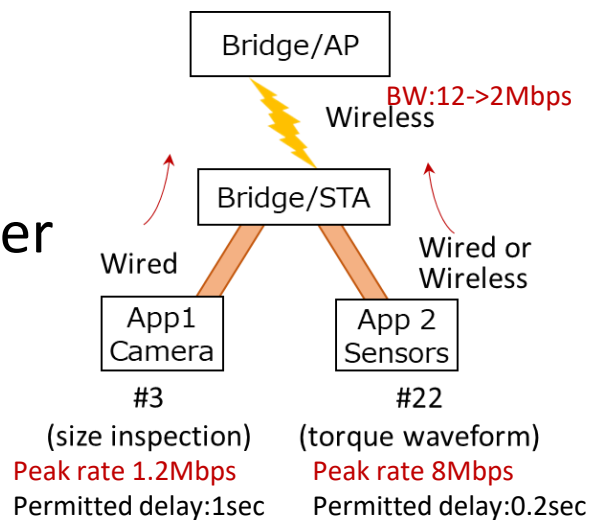 Bridge/AP
BW:12->2Mbps
Wireless
Bridge/STA
er
Wired
Wired or
Wireless
App1
Camera
App 2
Sensors
#3
#22
(size inspection)
(torque waveform)
Peak rate 1.2Mbps
Peak rate 8Mbps
Permitted delay:1sec
Permitted delay:0.2sec